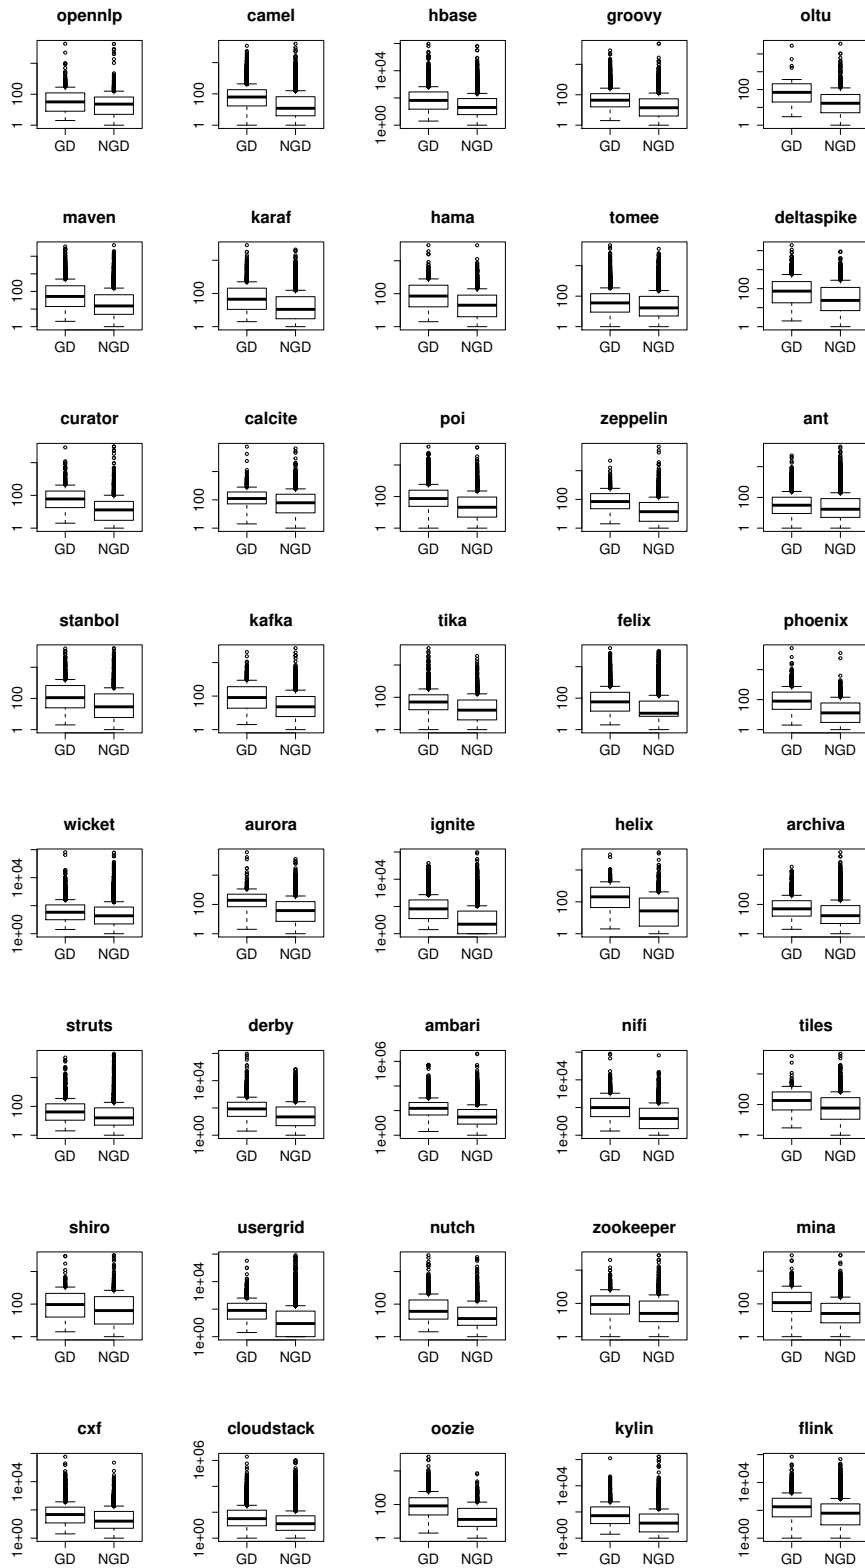 opennlp camel hbase groovy oltu
1 100 1 100 1e+00 1e+04 1 100 1 100
GD NGD GD NGD GD NGD GD NGD GD NGD
maven karaf hama tomee deltaspike
1 100 1 100 1 100 1 100 1 100
GD NGD GD NGD GD NGD GD NGD GD NGD
curator calcite poi zeppelin ant
1 100 1 100 1 100 1 100 1 100
GD NGD GD NGD GD NGD GD NGD GD NGD
stanbol kafka tika felix phoenix
1 100 1 100 1 100 1 100 1 100
GD NGD GD NGD GD NGD GD NGD GD NGD
wicket aurora ignite helix archiva
1e+00 1e+04 1 100 1e+00 1e+04 1 100 1 100
GD NGD GD NGD GD NGD GD NGD GD NGD
struts derby ambari nifi tiles
1 100 1e+00 1e+04 1e+00 1e+06 1e+00 1e+04 1 100
GD NGD GD NGD GD NGD GD NGD GD NGD
shiro usergrid nutch zookeeper mina
1 100 1e+00 1e+04 1 100 1 100 1 100
GD NGD GD NGD GD NGD GD NGD GD NGD
cxf cloudstack oozie kylin flink
1e+00 1e+04 1e+00 1e+06 1 100 1e+00 1e+04 1e+00 1e+04
GD NGD GD NGD GD NGD GD NGD GD NGD